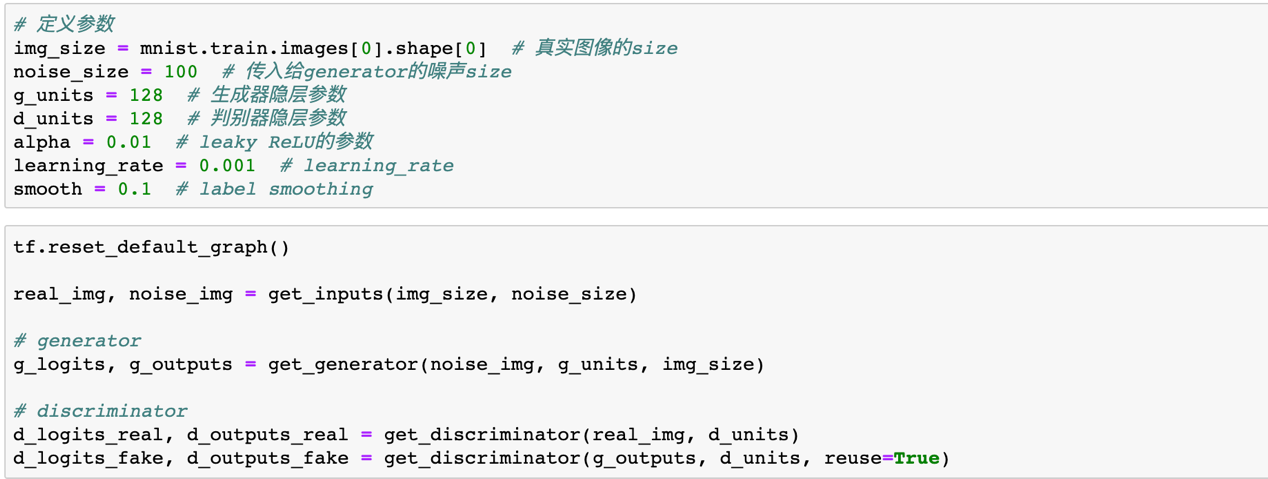 # 定义参数
img_size = mnist.train.images[0].shape[0]  # 真实图像的size
noise_size = 100  # 传入给generator的噪声size
g_units = 128  # 生成器隐层参数
d_units = 128  # 判别器隐层参数
alpha = 0.01  # leaky ReLU的参数
learning_rate = 0.001  # learning_rate
smooth = 0.1  # label smoothing
tf.reset_default_graph()
real_img, noise_img = get_inputs(img_size, noise_size)
# generator
g_logits, g_outputs = get_generator(noise_img, g_units, img_size)
# discriminator
d_logits_real, d_outputs_real = get_discriminator(real_img, d_units)
d_logits_fake, d_outputs_fake = get_discriminator(g_outputs, d_units, reuse=True)